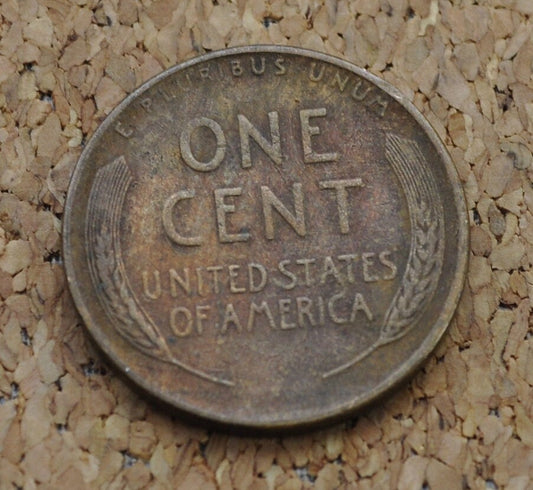 E PLURIBUS UNUM
ONE
CENT
UNITED STATES
OF AMERICA